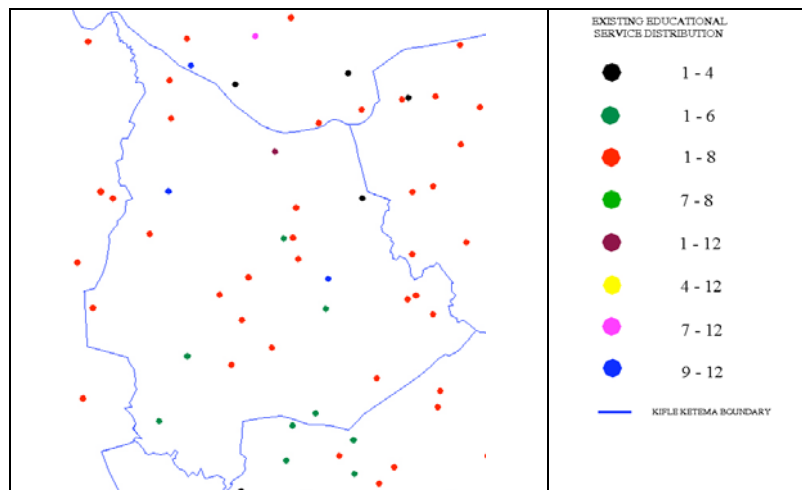 EXISTING EDUCATIONAL
SERVICE DISTRIBUTION
1 - 4
1 - 6
1 - 8
7 - 8
1 - 12
4 - 12
7 - 12
9 - 12
KIFLE KETEMA BOUNDARY